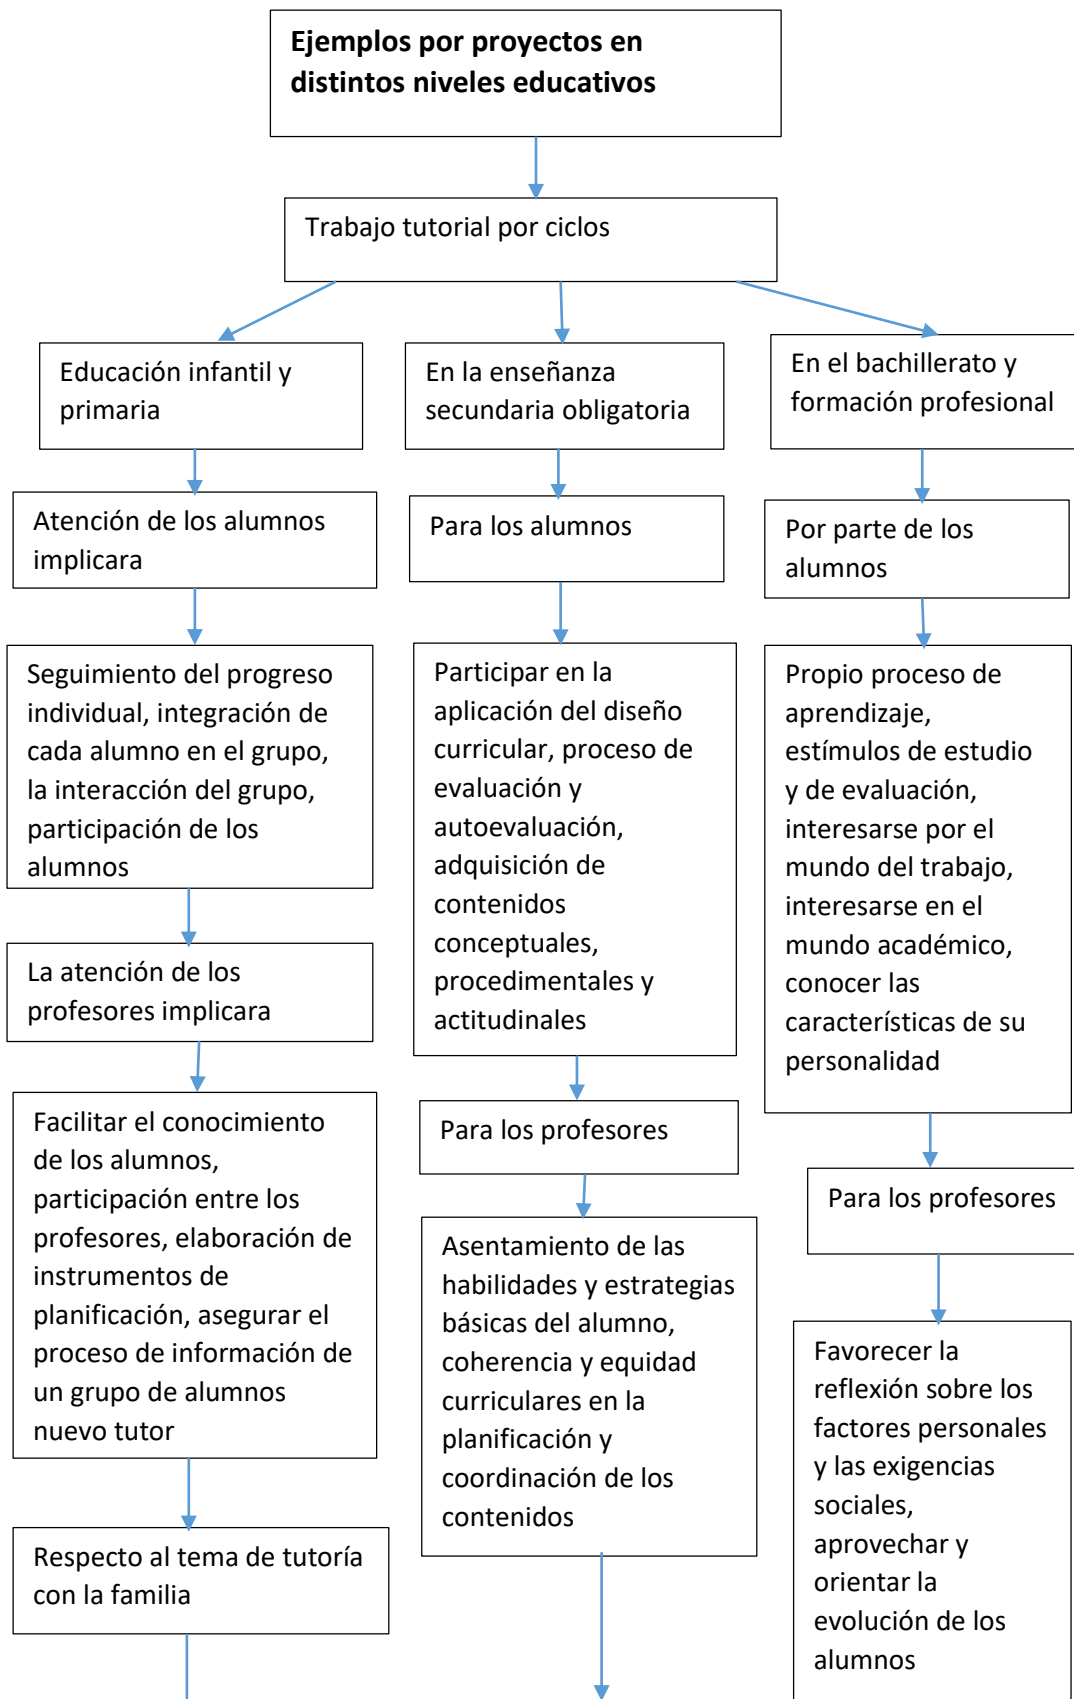 Ejemplos por proyectos en
distintos niveles educativos
Trabajo tutorial por ciclos
Educación infantil y
primaria
Atención de los alumnos
implicara
Seguimiento del progreso
individual, integración de
cada alumno en el grupo,
la interacción del grupo,
participación de los
alumnos
La atención de los
profesores implicara
Facilitar el conocimiento
de los alumnos,
participación entre los
profesores, elaboración de
instrumentos de
planificación, asegurar el
proceso de información de
un grupo de alumnos
nuevo tutor
Respecto al tema de tutoría
con la familia
En la enseñanza
secundaria obligatoria
Para los alumnos
Participar en la
aplicación del diseño
curricular, proceso de
evaluación y
autoevaluación,
adquisición de
contenidos
conceptuales,
procedimentales y
actitudinales
Para los profesores
Asentamiento de las
habilidades y estrategias
básicas del alumno,
coherencia y equidad
curriculares en la
planificación y
coordinación de los
contenidos
En el bachillerato y
formación profesional
Por parte de los
alumnos
Propio proceso de
aprendizaje,
estímulos de estudio
y de evaluación,
interesarse por el
mundo del trabajo,
interesarse en el
mundo académico,
conocer las
características de su
personalidad
Para los profesores
Favorecer la
reflexión sobre los
factores personales
y las exigencias
sociales,
aprovechar y
orientar la
evolución de los
alumnos